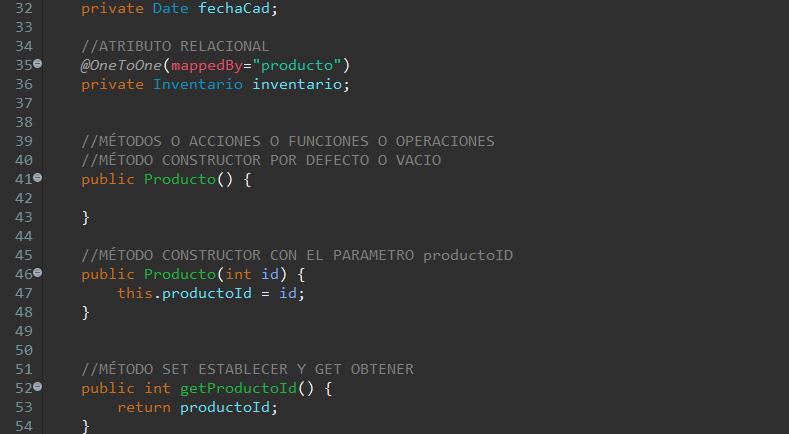 32 private Date fechaCad;
33
34 //ATRIBUTO RELACIONAL
35 @OneToOne(mappedBy="producto")
36 private Inventario inventario;
37
38
39 //MÉTODOS O ACCIONES O FUNCIONES O OPERACIONES
40 //MÉTODO CONSTRUCTOR POR DEFECTO O VACIO
41 public Producto() {
42
43 }
44
45 //MÉTODO CONSTRUCTOR CON EL PARAMETRO productoID
46 public Producto(int id) {
47 this.productoId = id;
48 }
49
50
51 //MÉTODO SET ESTABLECER Y GET OBTENER
52 public int getProductoId() {
53 return productoId;
54 }